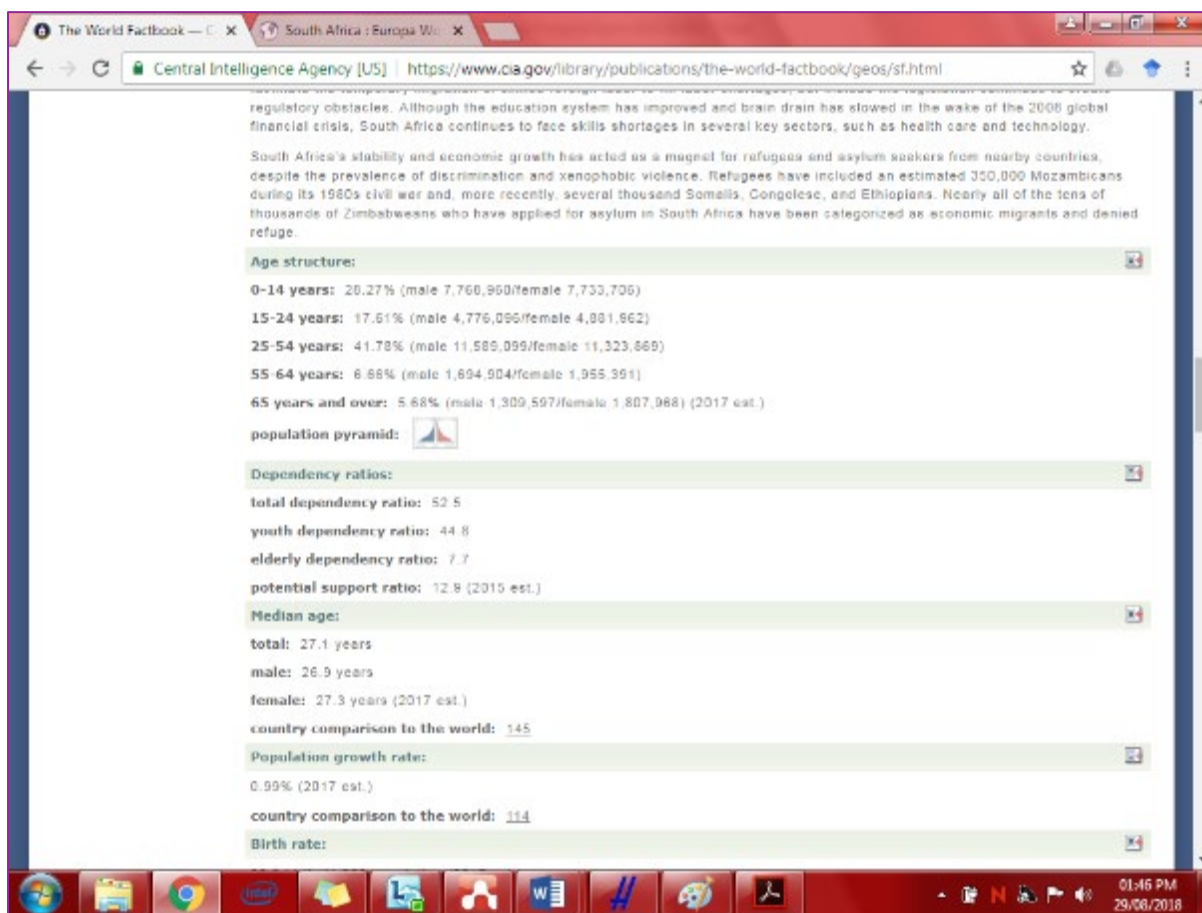 The World Factbook — C
South Africa : Europa Wo
Central Intelligence Agency [US] https://www.cia.gov/library/publications/the-world-factbook/geos/sf.html
regulatory obstacles. Although the education system has improved and brain drain has slowed in the wake of the 2008 global
financial crisis, South Africa continues to face skills shortages in several key sectors, such as health care and technology.
South Africa's stability and economic growth has acted as a magnet for refugees and asylum seekers from nearby countries,
despite the prevalence of discrimination and xenophobic violence. Refugees have included an estimated 350,000 Mozambicans
during its 1980s civil war and, more recently, several thousand Somalis, Congolese, and Ethiopians. Nearly all of the tens of
thousands of Zimbabweans who have applied for asylum in South Africa have been categorized as economic migrants and denied
refuge.
Age structure:
0-14 years: 28.27% (male 7,768,960/female 7,733,706)
15-24 years: 17.61% (male 4,776,096/female 4,881,962)
25-54 years: 41.78% (male 11,589,099/female 11,323,869)
55-64 years: 6.66% (male 1,694,904/female 1,955,391)
65 years and over: 5.68% (male 1,309,597/female 1,807,968) (2017 est.)
population pyramid:
Dependency ratios:
total dependency ratio: 52.5
youth dependency ratio: 44.8
elderly dependency ratio: 7.7
potential support ratio: 12.9 (2015 est.)
Median age:
total: 27.1 years
male: 26.9 years
female: 27.3 years (2017 est.)
country comparison to the world: 145
Population growth rate:
0.99% (2017 est.)
country comparison to the world: 114
Birth rate:
01:46 PM
29/08/2018